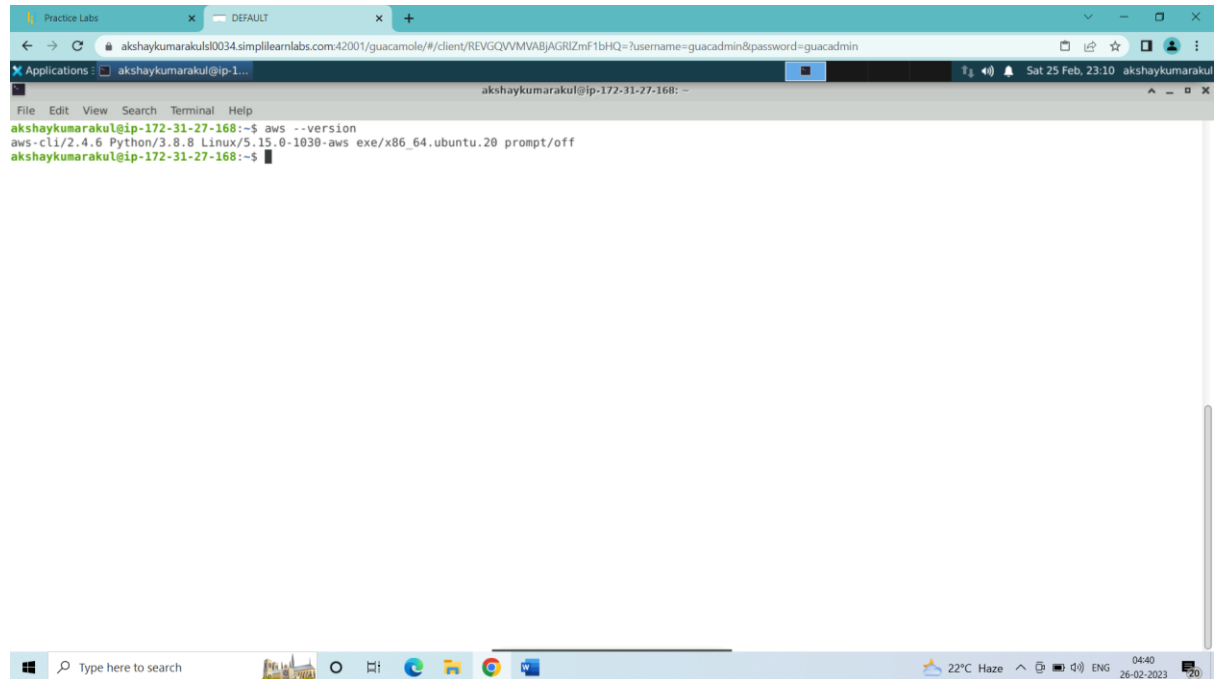 Practice Labs
DEFAULT
akshaykumarakulsl0034.simplilearnlabs.com:42001/guacamole/#/client/REVGQVVMVABjAGRlZmF1bHQ=?username=guacadmin&password=guacadmin
Applications akshaykumarakul@ip-1... Sat 25 Feb, 23:10 akshaykumarakul
akshaykumarakul@ip-172-31-27-168: ~
File Edit View Search Terminal Help
akshaykumarakul@ip-172-31-27-168:~$ aws --version
aws-cli/2.4.6 Python/3.8.8 Linux/5.15.0-1030-aws exe/x86_64.ubuntu.20 prompt/off
akshaykumarakul@ip-172-31-27-168:~$
Type here to search
22°C Haze
ENG
04:40
26-02-2023
20